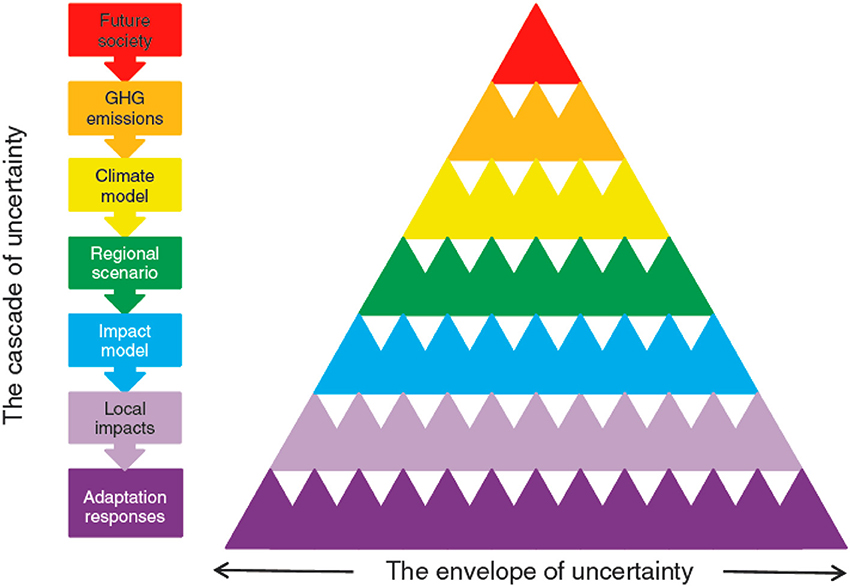 The cascade of uncertainty
Future
society
GHG
emissions
Climate
model
Regional
scenario
Impact
model
Local
impacts
Adaptation
responses
The envelope of uncertainty